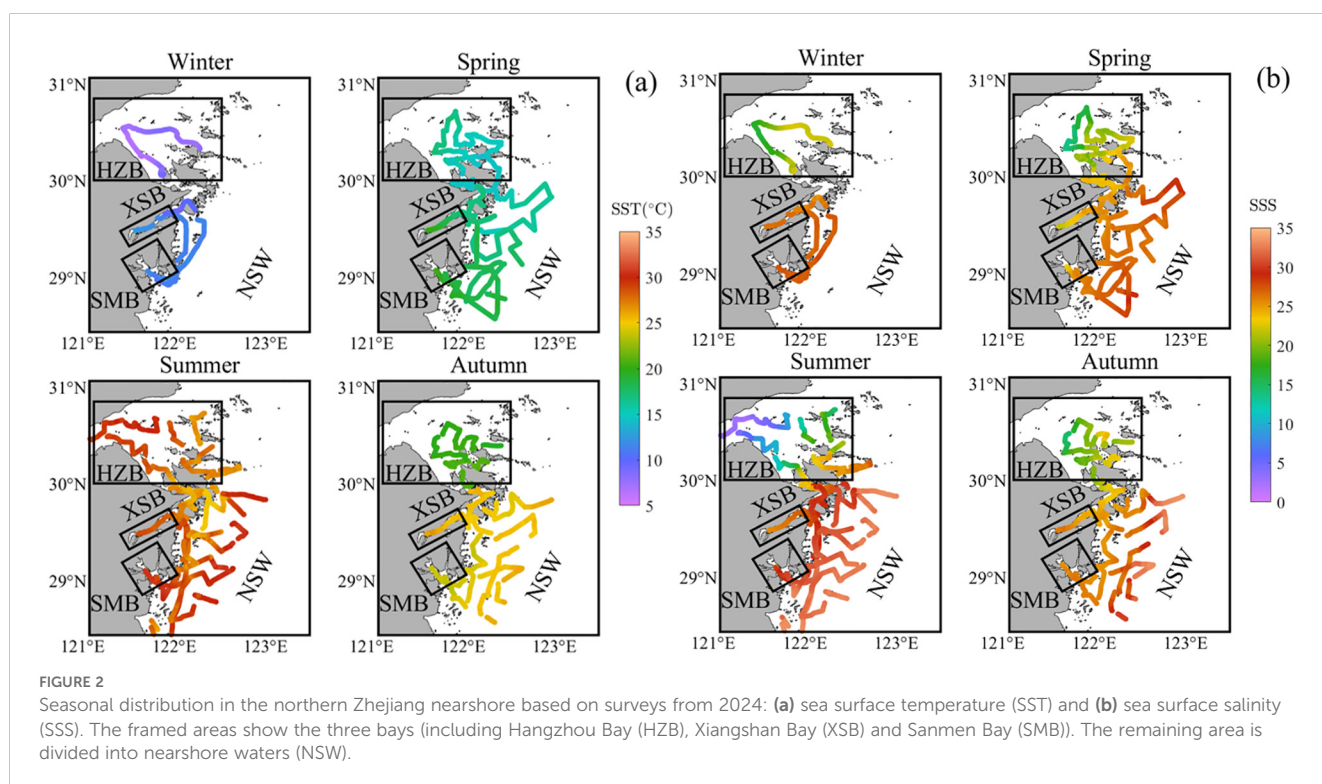 Winter
Spring
(a)
31°N
30°N
29°N
HZB
XSB
SMB
NSW
121°E
122°E
123°E
31°N
30°N
29°N
HZB
XSB
SMB
NSW
121°E
122°E
123°E
SST(°C)
35
30
25
20
15
10
5
Summer
Autumn
31°N
30°N
29°N
HZB
XSB
SMB
NSW
121°E
122°E
123°E
31°N
30°N
29°N
HZB
XSB
SMB
NSW
121°E
122°E
123°E
Winter
Spring
(b)
31°N
30°N
29°N
HZB
XSB
SMB
NSW
121°E
122°E
123°E
31°N
30°N
29°N
HZB
XSB
SMB
NSW
121°E
122°E
123°E
SSS
35
30
25
20
15
10
5
0
Summer
Autumn
31°N
30°N
29°N
HZB
XSB
SMB
NSW
121°E
122°E
123°E
31°N
30°N
29°N
HZB
XSB
SMB
NSW
121°E
122°E
123°E
FIGURE 2
Seasonal distribution in the northern Zhejiang nearshore based on surveys from 2024: (a) sea surface temperature (SST) and (b) sea surface salinity
(SSS). The framed areas show the three bays (including Hangzhou Bay (HZB), Xiangshan Bay (XSB) and Sanmen Bay (SMB)). The remaining area is
divided into nearshore waters (NSW).